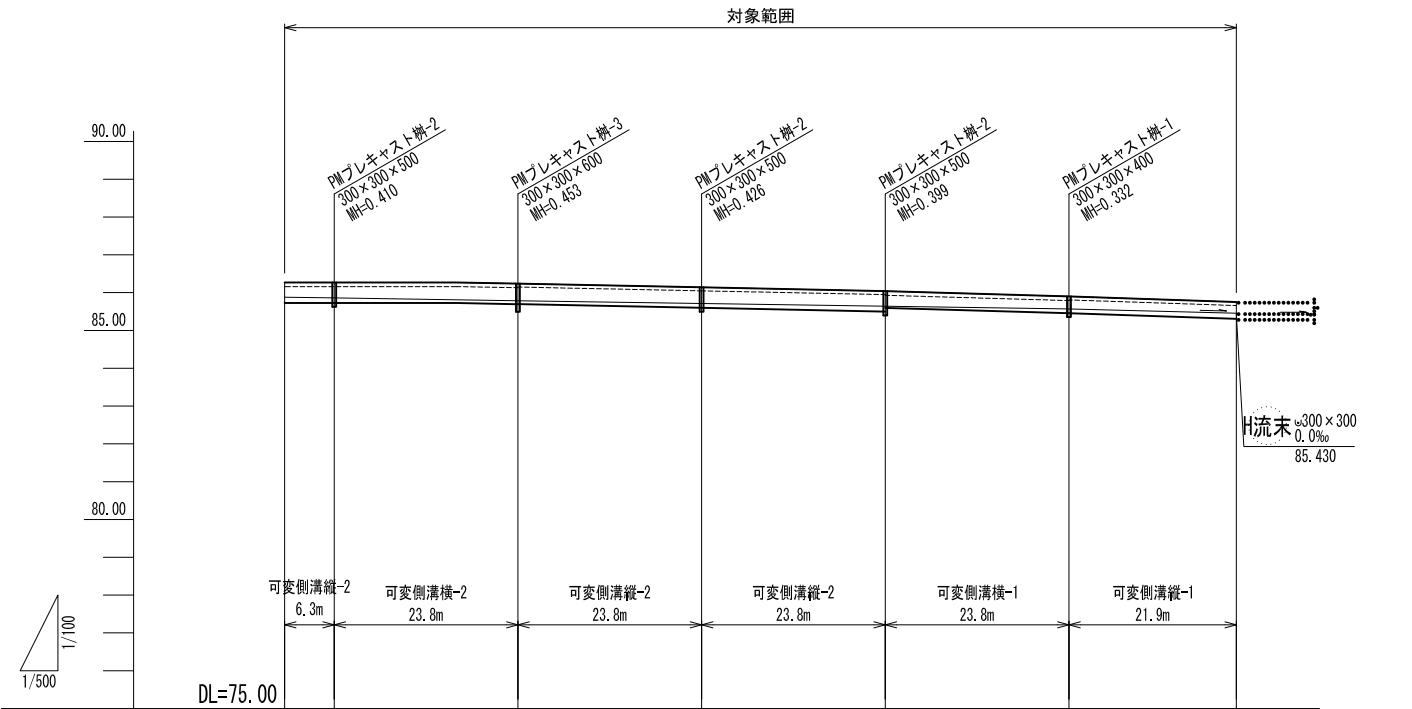 対象範囲
90.00
85.00
80.00
PMプレキャスト桝-2
300×300×500
MH=0.410
PMプレキャスト桝-3
300×300×600
MH=0.453
PMプレキャスト桝-2
300×300×500
MH=0.426
PMプレキャスト桝-2
300×300×500
MH=0.399
PMプレキャスト桝-1
300×300×400
MH=0.332
H流末
300×300
0.0‰
85.430
可変側溝縦-2
6.3m
可変側溝横-2
23.8m
可変側溝縦-2
23.8m
可変側溝縦-2
23.8m
可変側溝横-1
23.8m
可変側溝縦-1
21.9m
1/100
1/500
DL=75.00